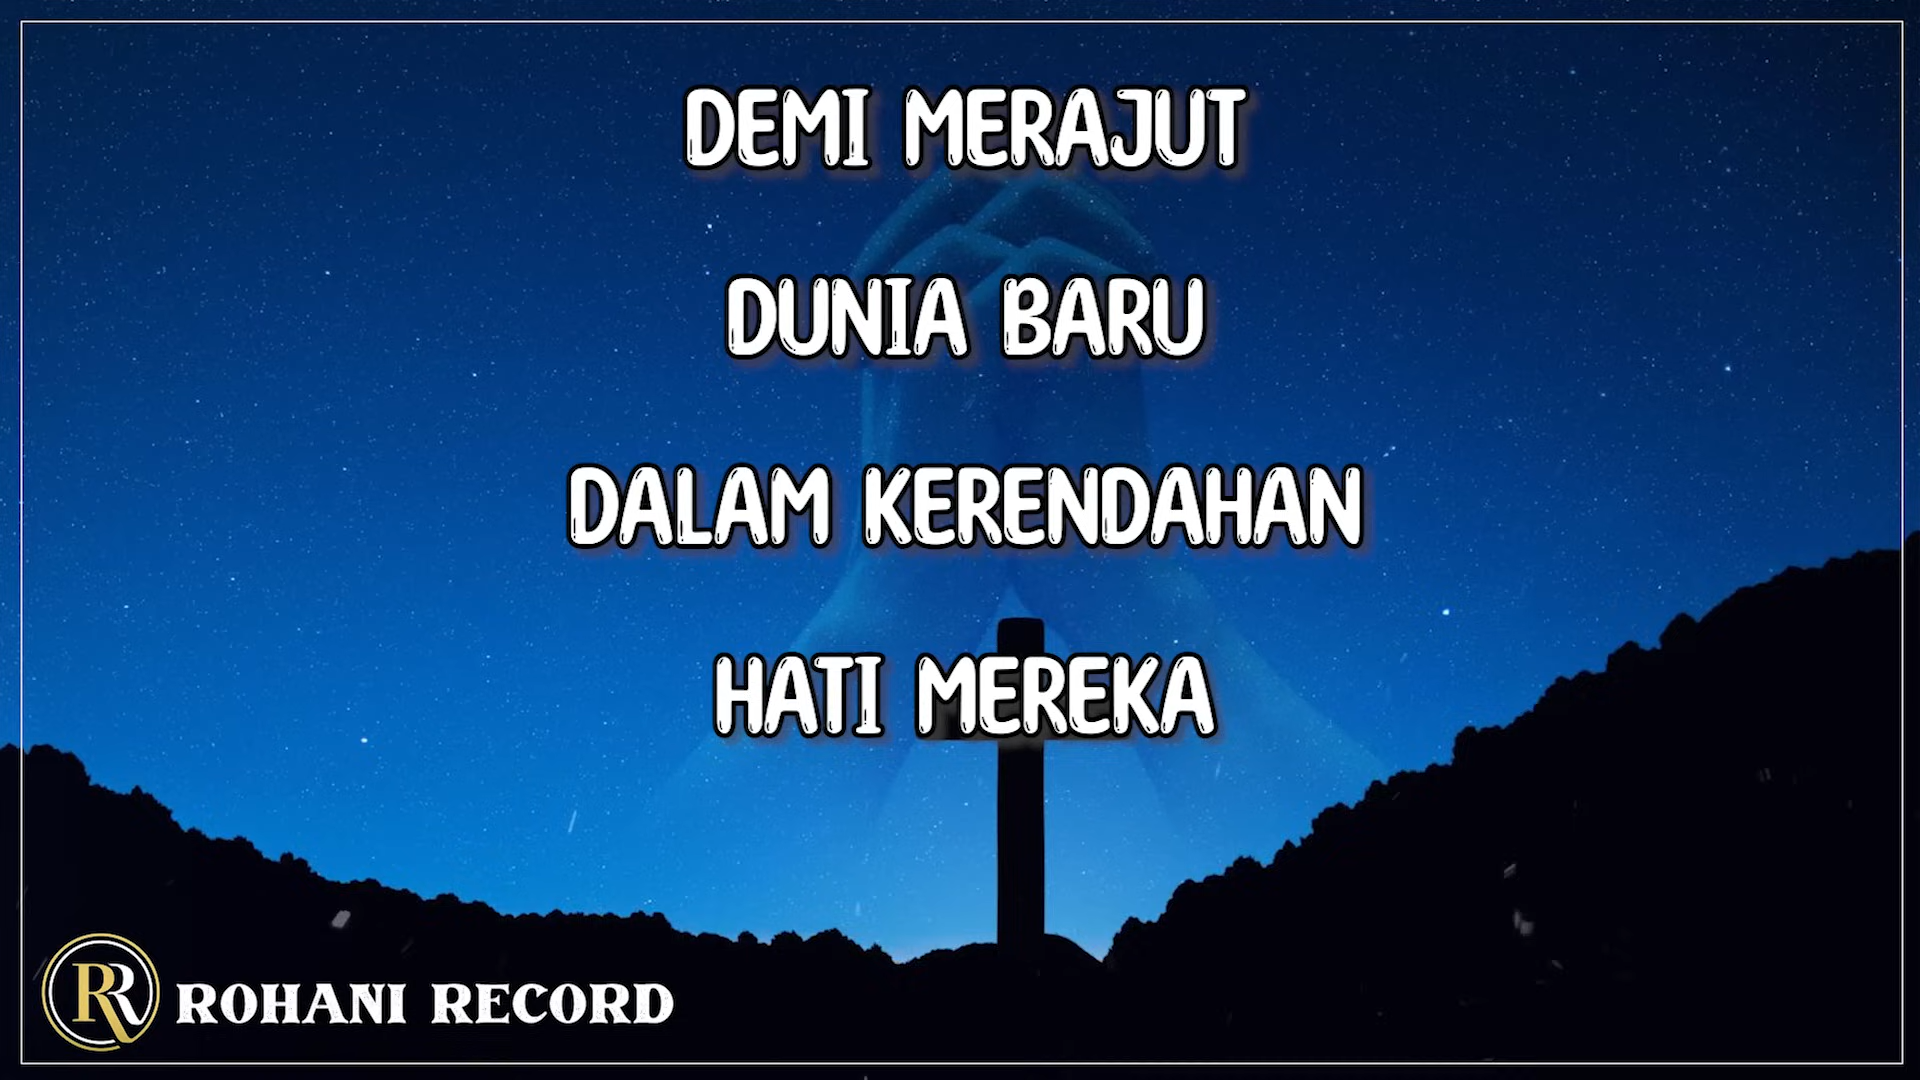 DEMI MERAJUT
DUNIA BARU
DALAM KERENDAHAN
HATI MEREKA
RR ROHANI RECORD